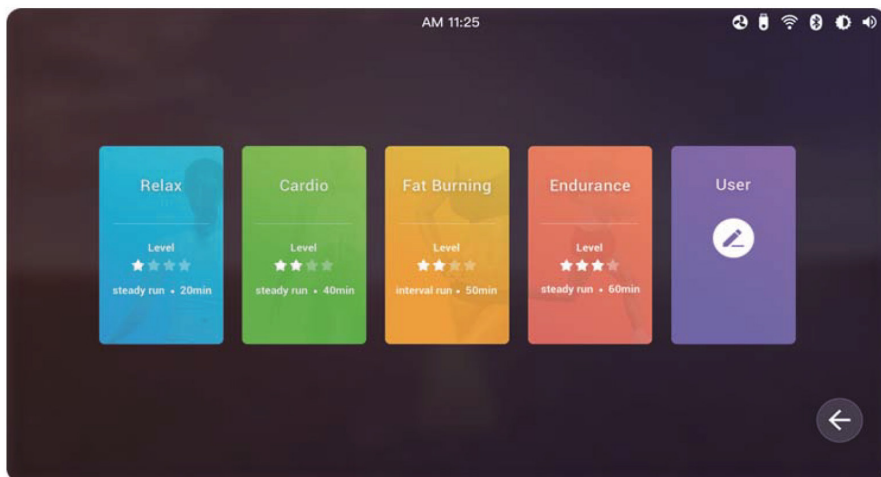 AM 11:25
Relax
Level
steady run • 20min
Cardio
Level
steady run • 40min
Fat Burning
Level
interval run • 50min
Endurance
Level
steady run • 60min
User